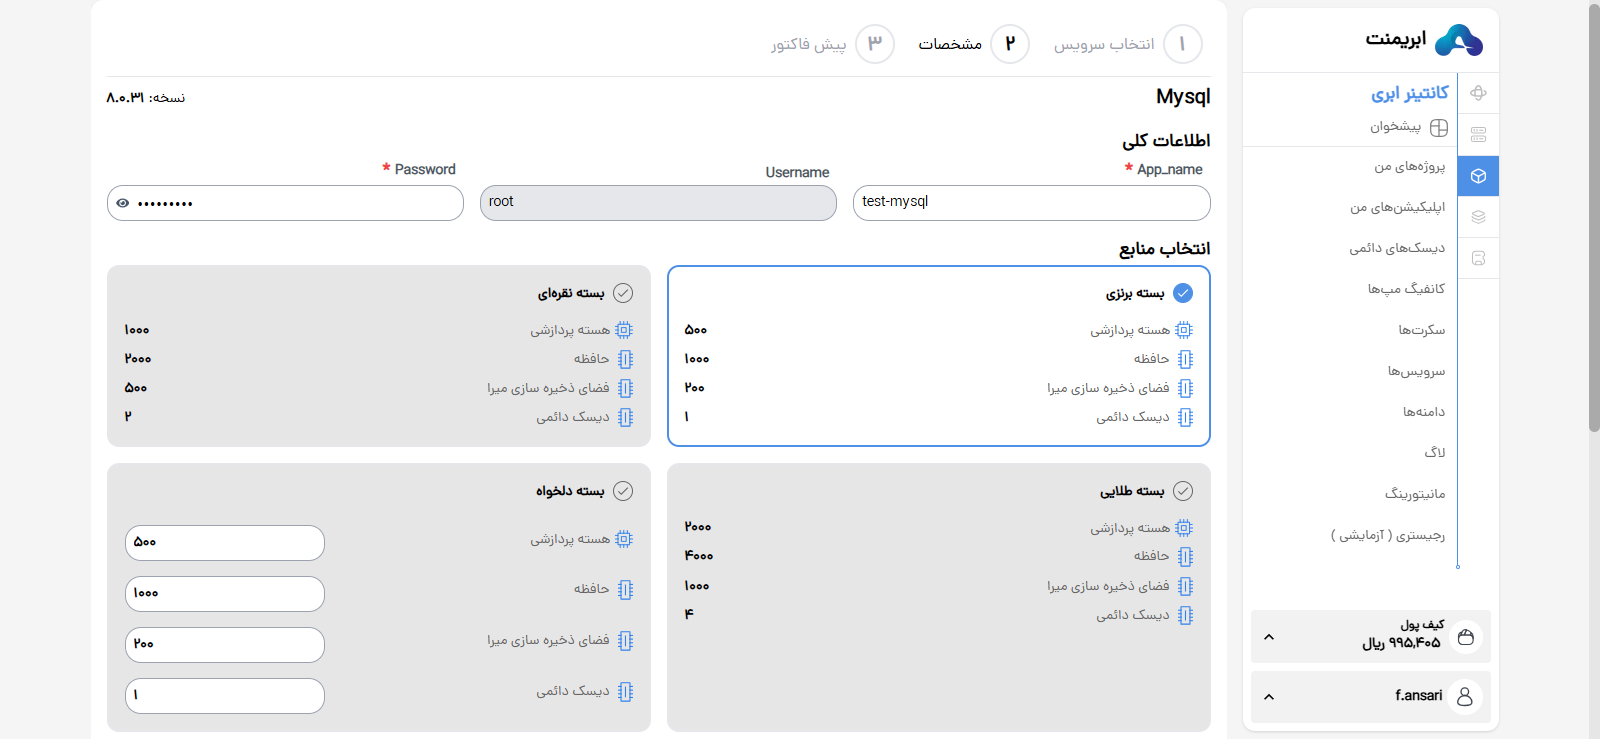 ابریمنت
کانتینر ابری
پیشخوان
پروژه‌های من
اپلیکیشن‌های من
دیسک‌های دائمی
کانفیگ مپ‌ها
سکرت‌ها
سرویس‌ها
دامنه‌ها
لاگ
مانیتورینگ
رجیستری ( آزمایشی )
کیف پول
۹۹۵,۴۰۵ ریال
f.ansari
۱ انتخاب سرویس ۲ مشخصات ۳ پیش فاکتور
Mysql
نسخه: ۸.۰.۳۱
اطلاعات کلی
App_name *
test-mysql
Username
root
Password *
•••••••••
انتخاب منابع
بسته برنزی
هسته پردازشی ۵۰۰
حافظه ۱۰۰۰
فضای ذخیره سازی میرا ۲۰۰
دیسک دائمی ۱
بسته نقره‌ای
هسته پردازشی ۱۰۰۰
حافظه ۲۰۰۰
فضای ذخیره سازی میرا ۵۰۰
دیسک دائمی ۲
بسته طلایی
هسته پردازشی ۲۰۰۰
حافظه ۴۰۰۰
فضای ذخیره سازی میرا ۱۰۰۰
دیسک دائمی ۴
بسته دلخواه
هسته پردازشی ۵۰۰
حافظه ۱۰۰۰
فضای ذخیره سازی میرا ۲۰۰
دیسک دائمی ۱